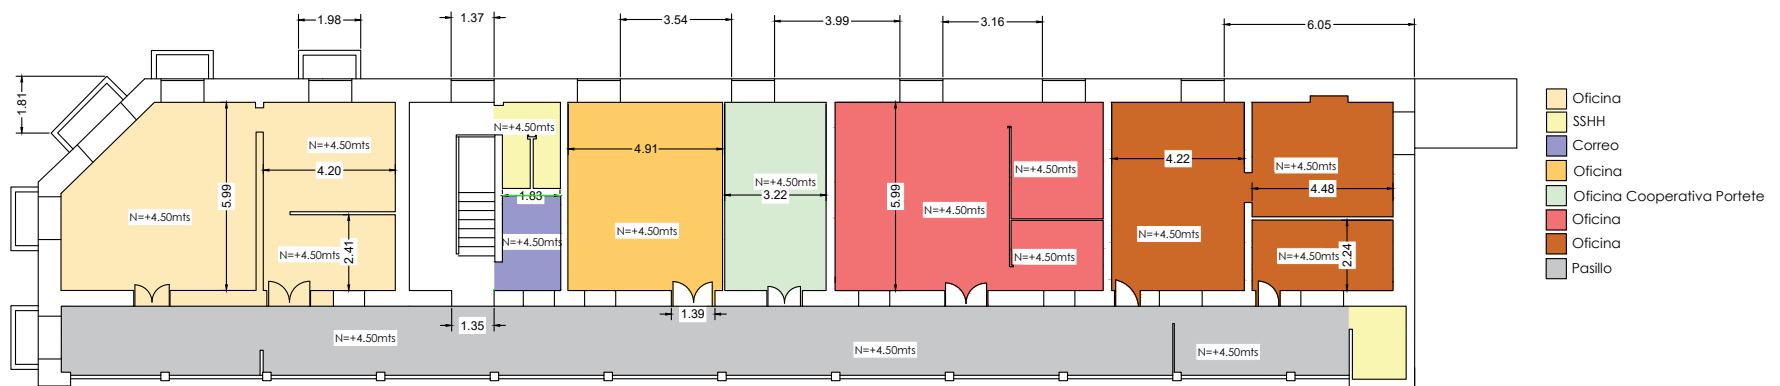 1.98
1.37
3.54
3.99
3.16
6.05
1.81
5.99
N=+4.50mts
4.20
N=+4.50mts
2.41
N=+4.50mts
N=+4.50mts
1.83
N=+4.50mts
4.91
N=+4.50mts
N=+4.50mts
3.22
5.99
N=+4.50mts
N=+4.50mts
N=+4.50mts
4.22
N=+4.50mts
N=+4.50mts
4.48
N=+4.50mts
2.24
1.35
1.39
N=+4.50mts
N=+4.50mts
N=+4.50mts
Oficina
SSHH
Correo
Oficina
Oficina Cooperativa Portete
Oficina
Oficina
Pasillo